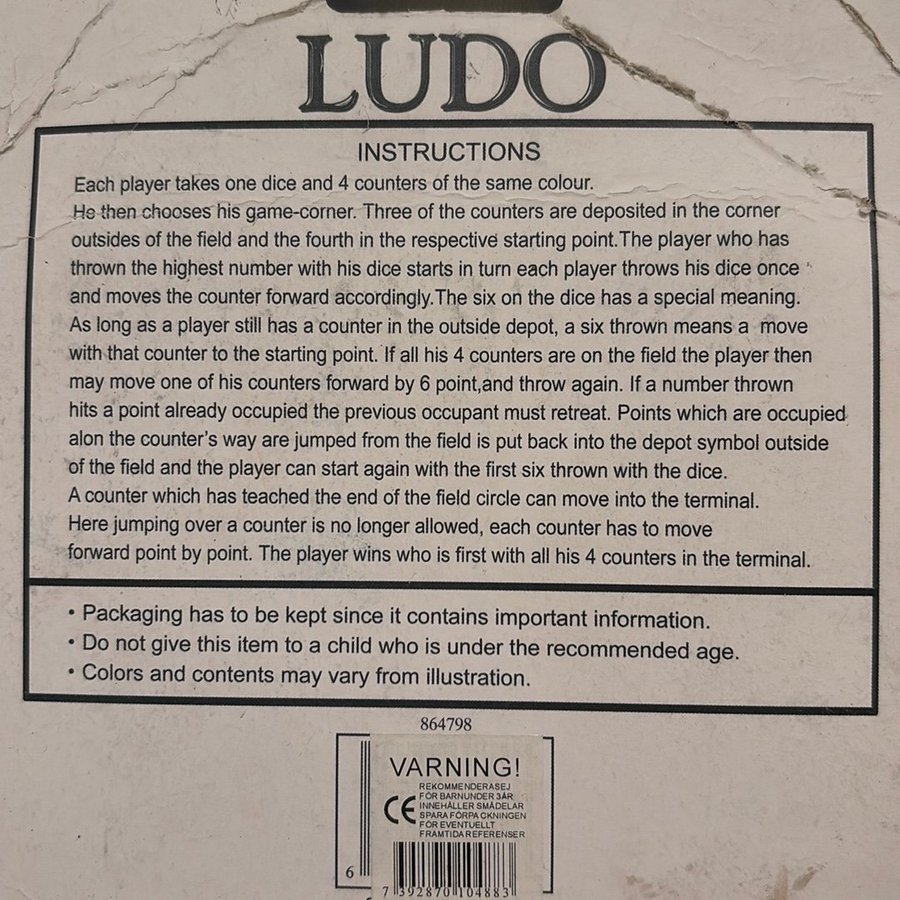 LUDO
INSTRUCTIONS
Each player takes one dice and 4 counters of the same colour.
He then chooses his game-corner. Three of the counters are deposited in the corner
outsides of the field and the fourth in the respective starting point.The player who has
thrown the highest number with his dice starts in turn each player throws his dice once
and moves the counter forward accordingly.The six on the dice has a special meaning.
As long as a player still has a counter in the outside depot, a six thrown means a move
with that counter to the starting point. If all his 4 counters are on the field the player then
may move one of his counters forward by 6 point,and throw again. If a number thrown
hits a point already occupied the previous occupant must retreat. Points which are occupied
alon the counter's way are jumped from the field is put back into the depot symbol outside
of the field and the player can start again with the first six thrown with the dice.
A counter which has teached the end of the field circle can move into the terminal.
Here jumping over a counter is no longer allowed, each counter has to move
forward point by point. The player wins who is first with all his 4 counters in the terminal.
• Packaging has to be kept since it contains important information.
• Do not give this item to a child who is under the recommended age.
• Colors and contents may vary from illustration.
864798
VARNING!
CE
REKOMMENDERASEJ
FÖR BARNUNDER 3ÅR
INNEHÅLLER SMÅDELAR
SPARA FÖRPACKNINGEN
FÖR EVENTUELLT
FRAMTIDA REFERENSER
6
7 392870 104883